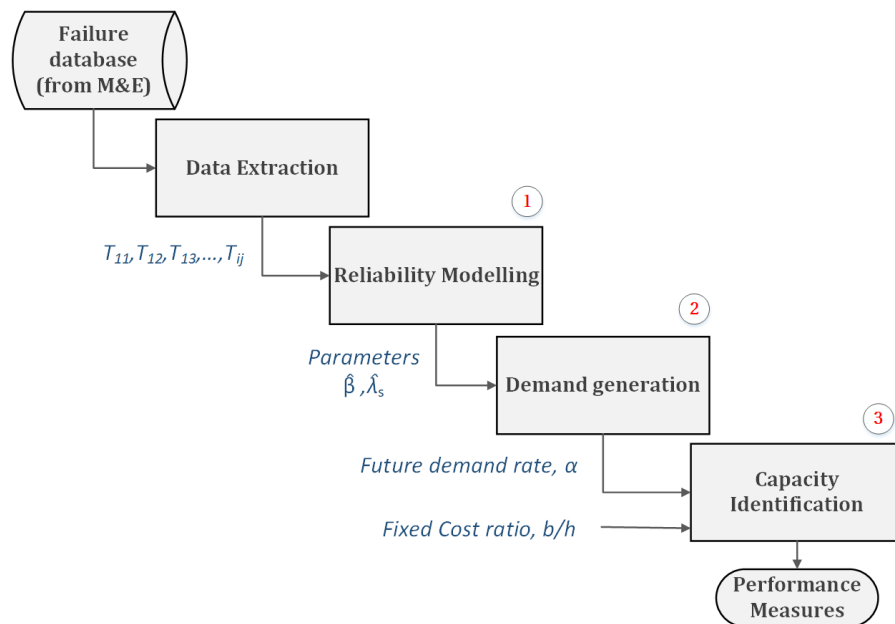 Failure
database
(from M&E)
Data Extraction
1
T₁₁,T₁₂,T₁₃,...,Tᵢⱼ
Reliability Modelling
2
Parameters
β̂ ,λ̂ₛ
Demand generation
3
Future demand rate, α
Capacity
Identification
Fixed Cost ratio, b/h
Performance
Measures